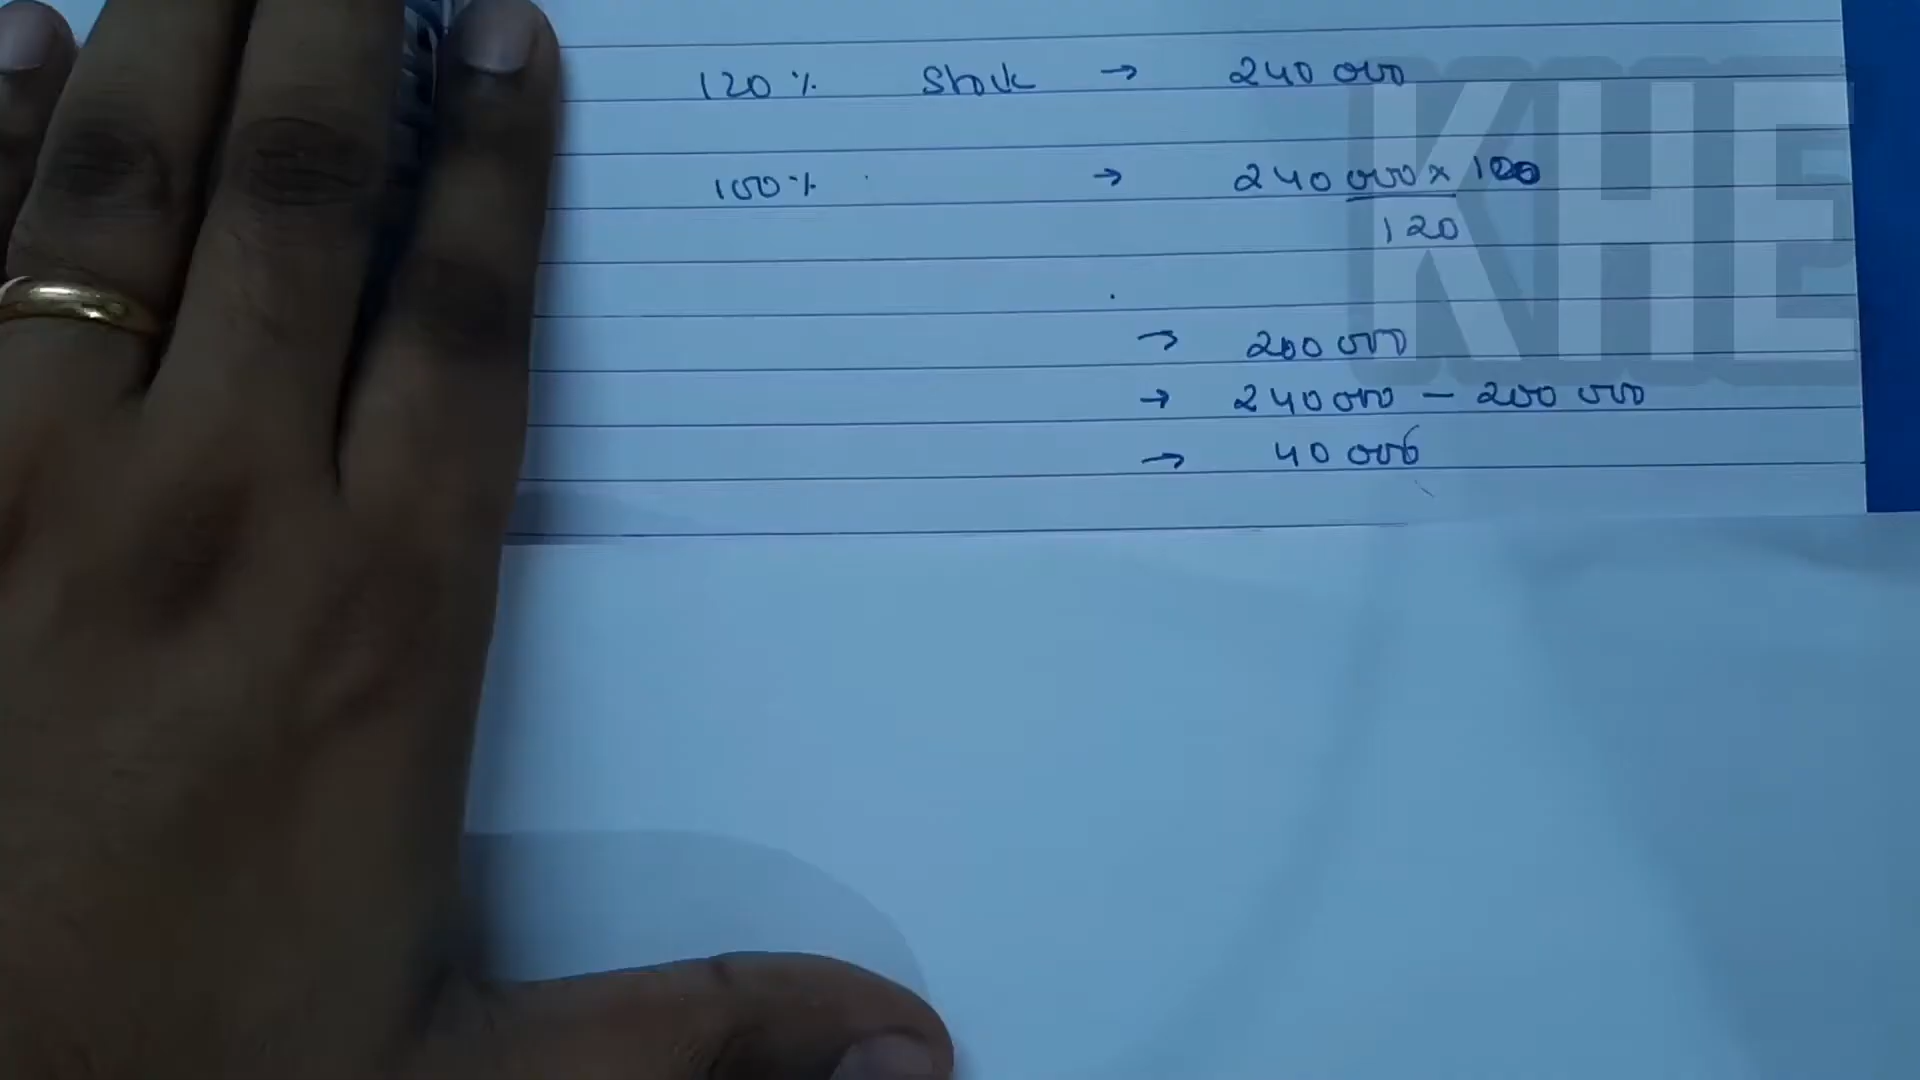 120 % Stock → 240 000
100 % → 240 000 × 100
120
→ 200 000
→ 240 000 – 200 000
→ 40 000
KHE